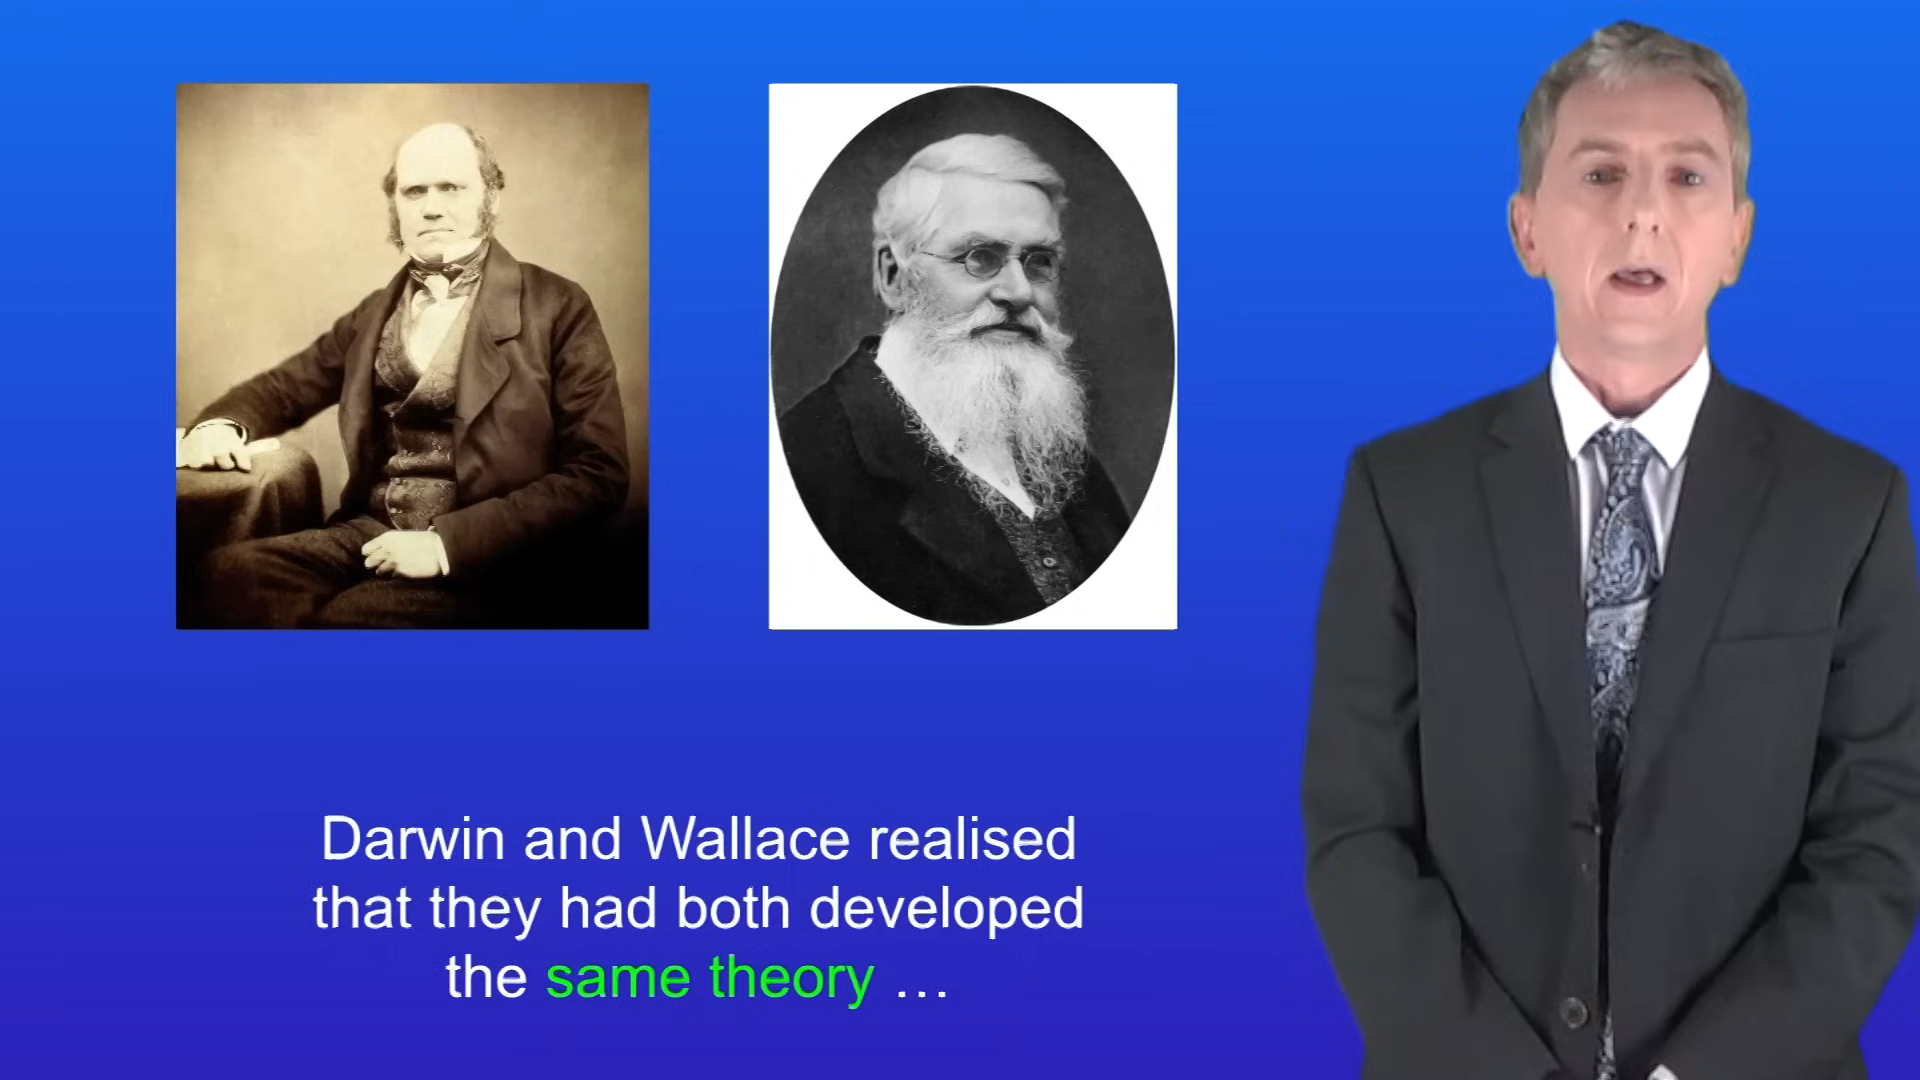 Darwin and Wallace realised
that they had both developed
the same theory …